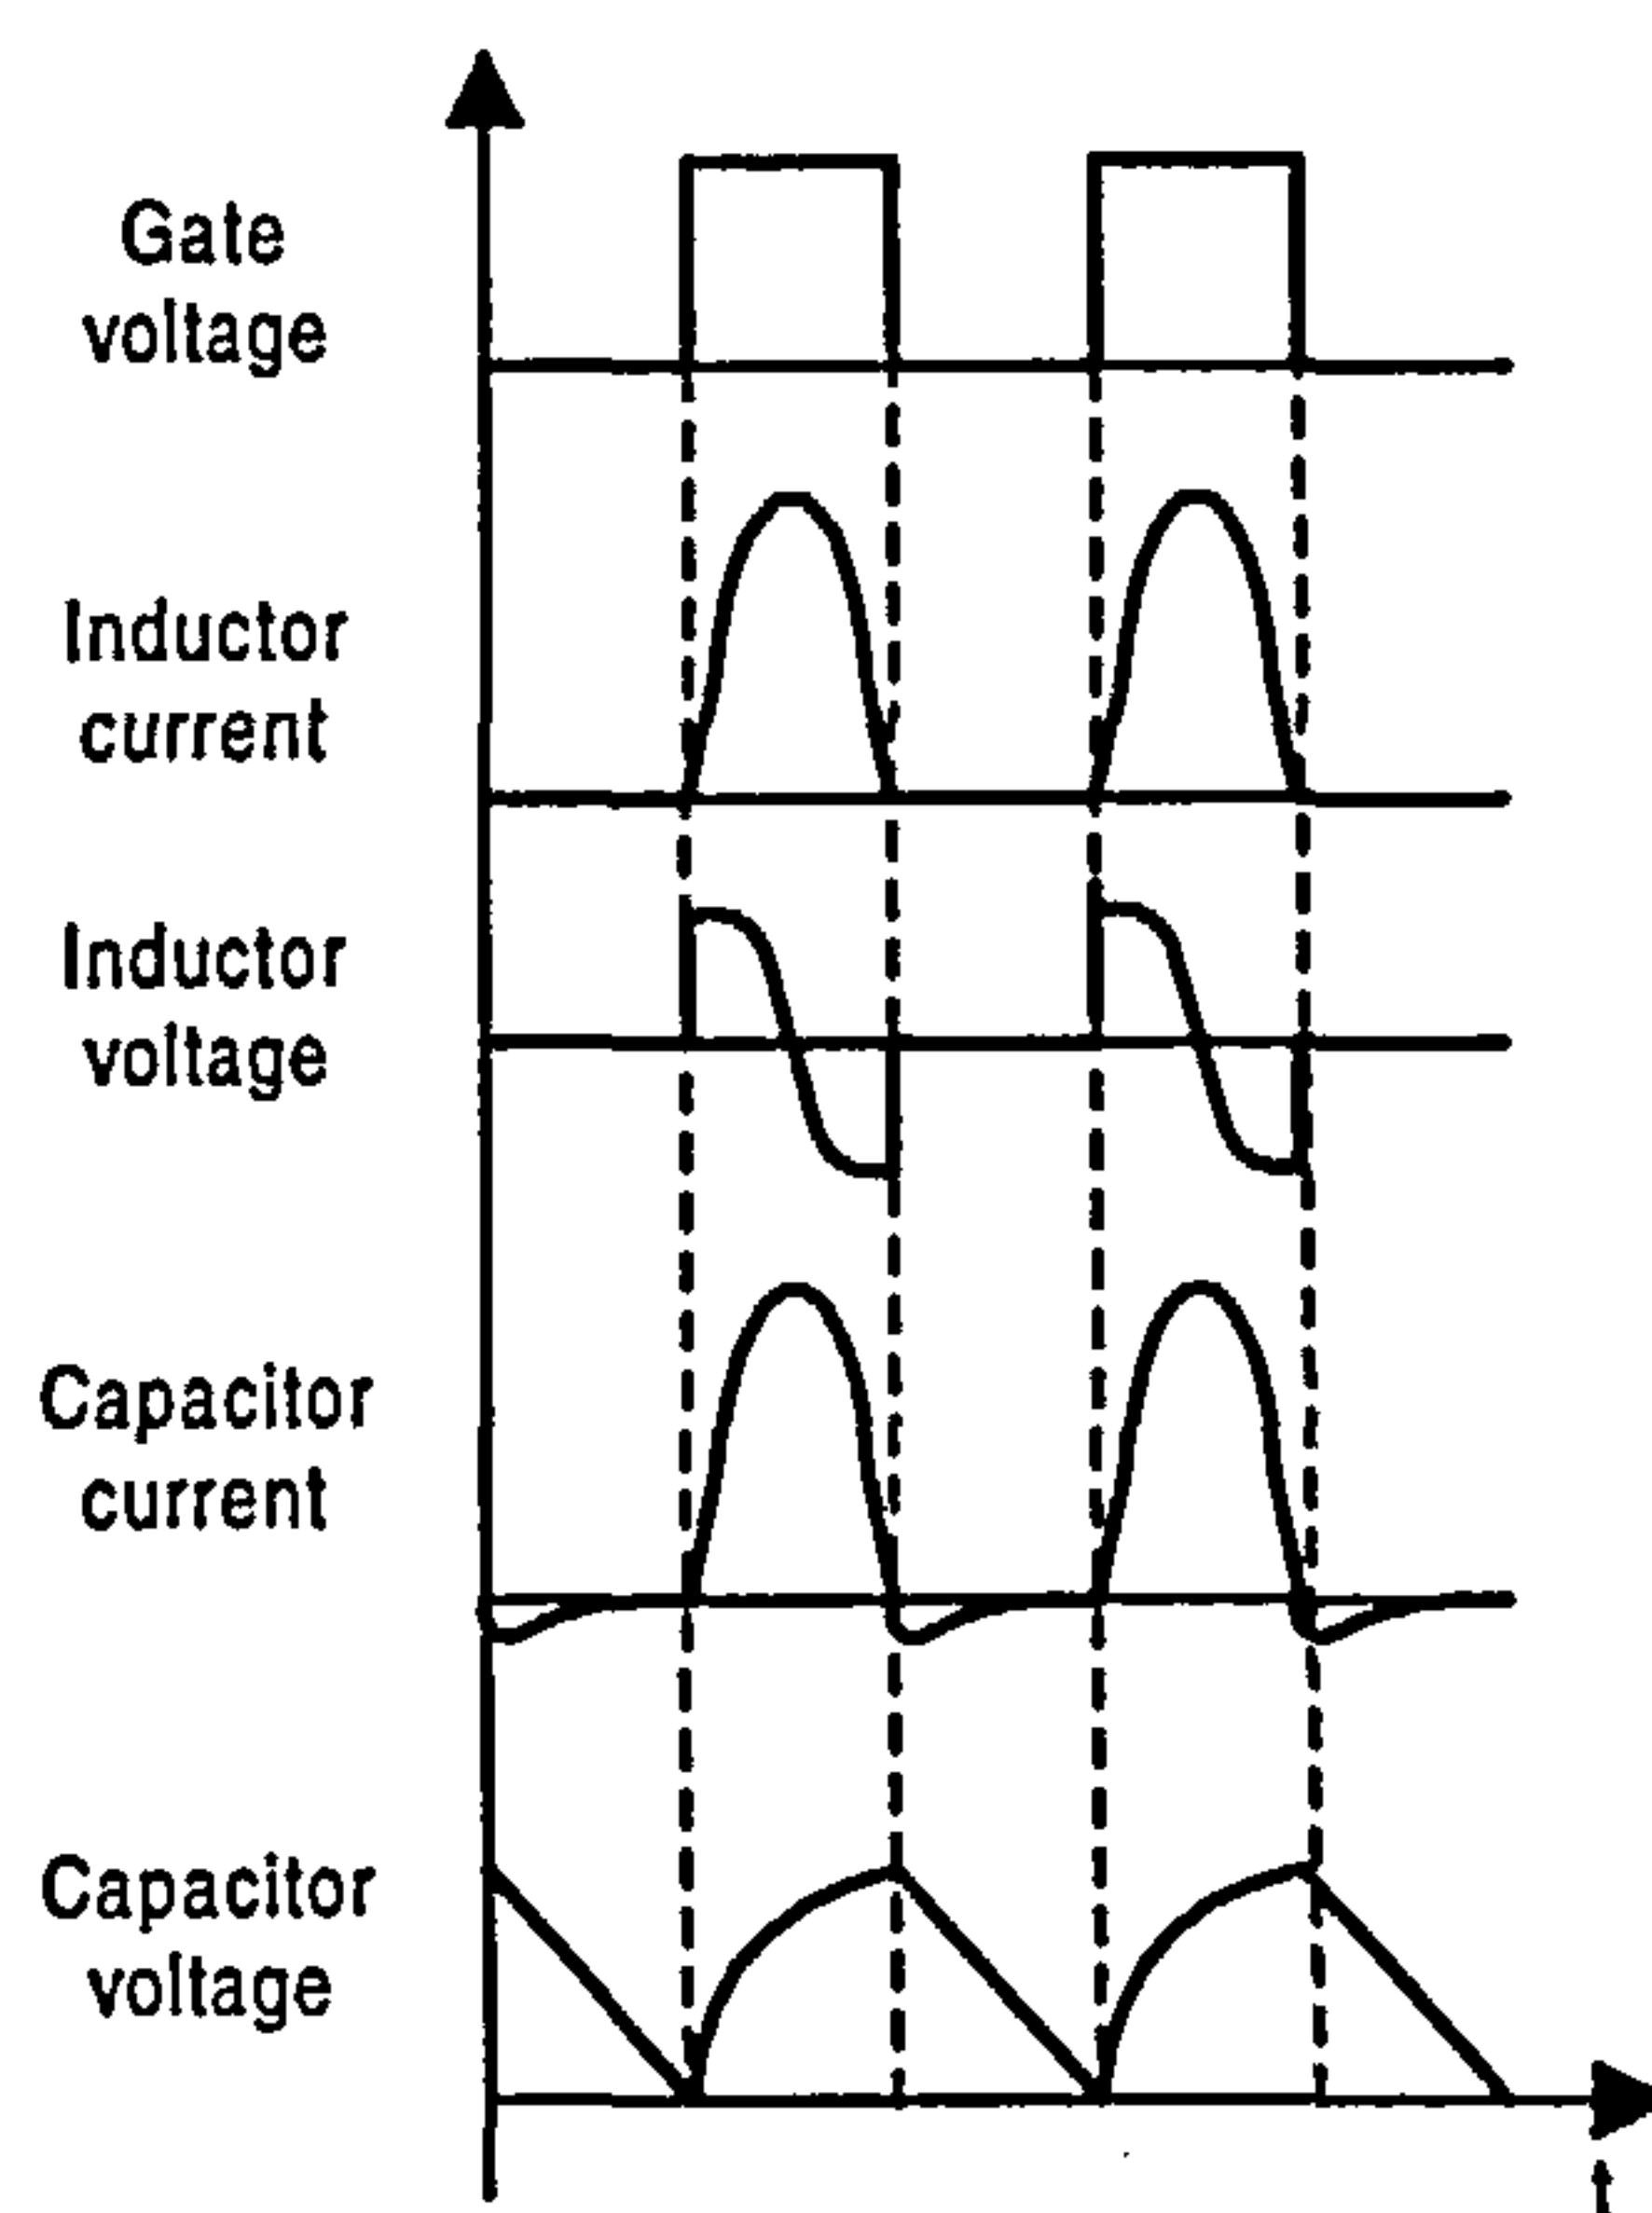 Gate
voltage
Inductor
current
Inductor
voltage
Capacitor
current
Capacitor
voltage
t